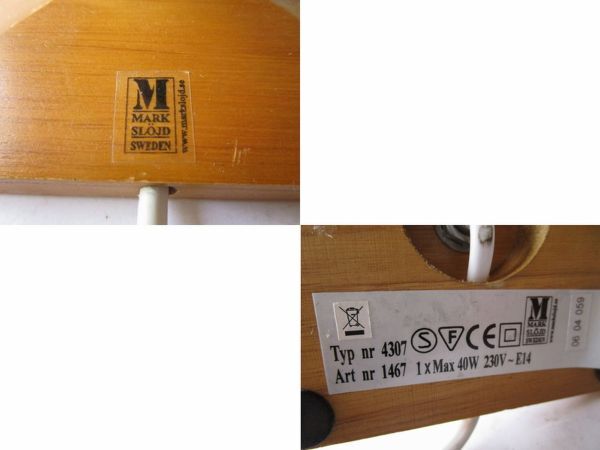 M
MARK
SLÖJD
SWEDEN
www.markslojd.se
Typ nr 4307
Art nr 1467
S F CE
1 x Max 40W 230V~E14
M
MARK
SLÖJD
SWEDEN
www.markslojd.se
06 04 059